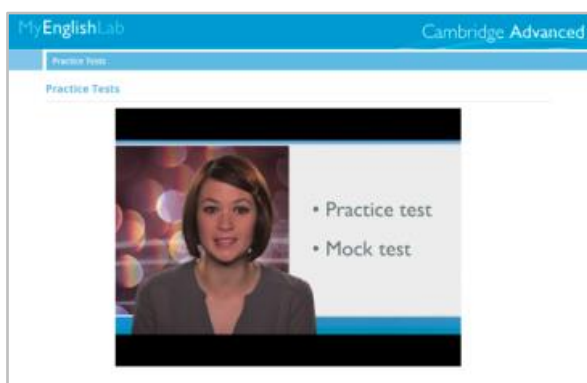 MyEnglishLab
Cambridge Advanced
Practice Tests
Practice Tests
• Practice test
• Mock test